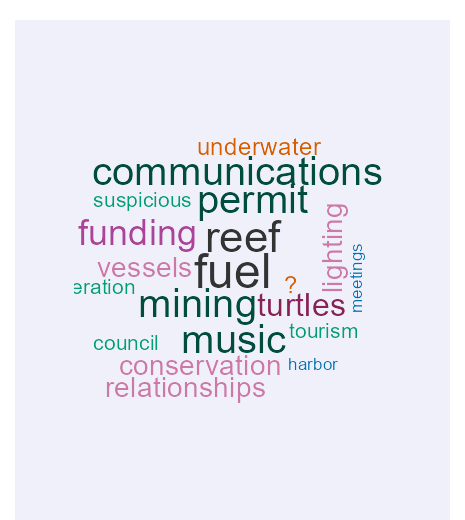 underwater
communications
suspicious permit
funding reef lighting
vessels fuel ? meetings
eration
mining turtles
music tourism
council
conservation harbor
relationships